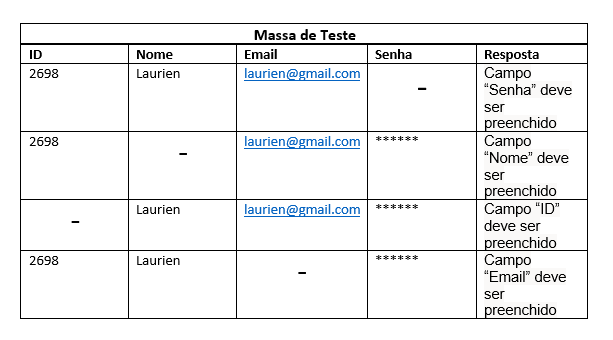 Massa de Teste
ID Nome Email Senha Resposta
2698 Laurien laurien@gmail.com – Campo
“Senha” deve
ser
preenchido
2698 – laurien@gmail.com ****** Campo
“Nome” deve
ser
preenchido
– Laurien laurien@gmail.com ****** Campo “ID”
deve ser
preenchido
2698 Laurien – ****** Campo
“Email” deve
ser
preenchido